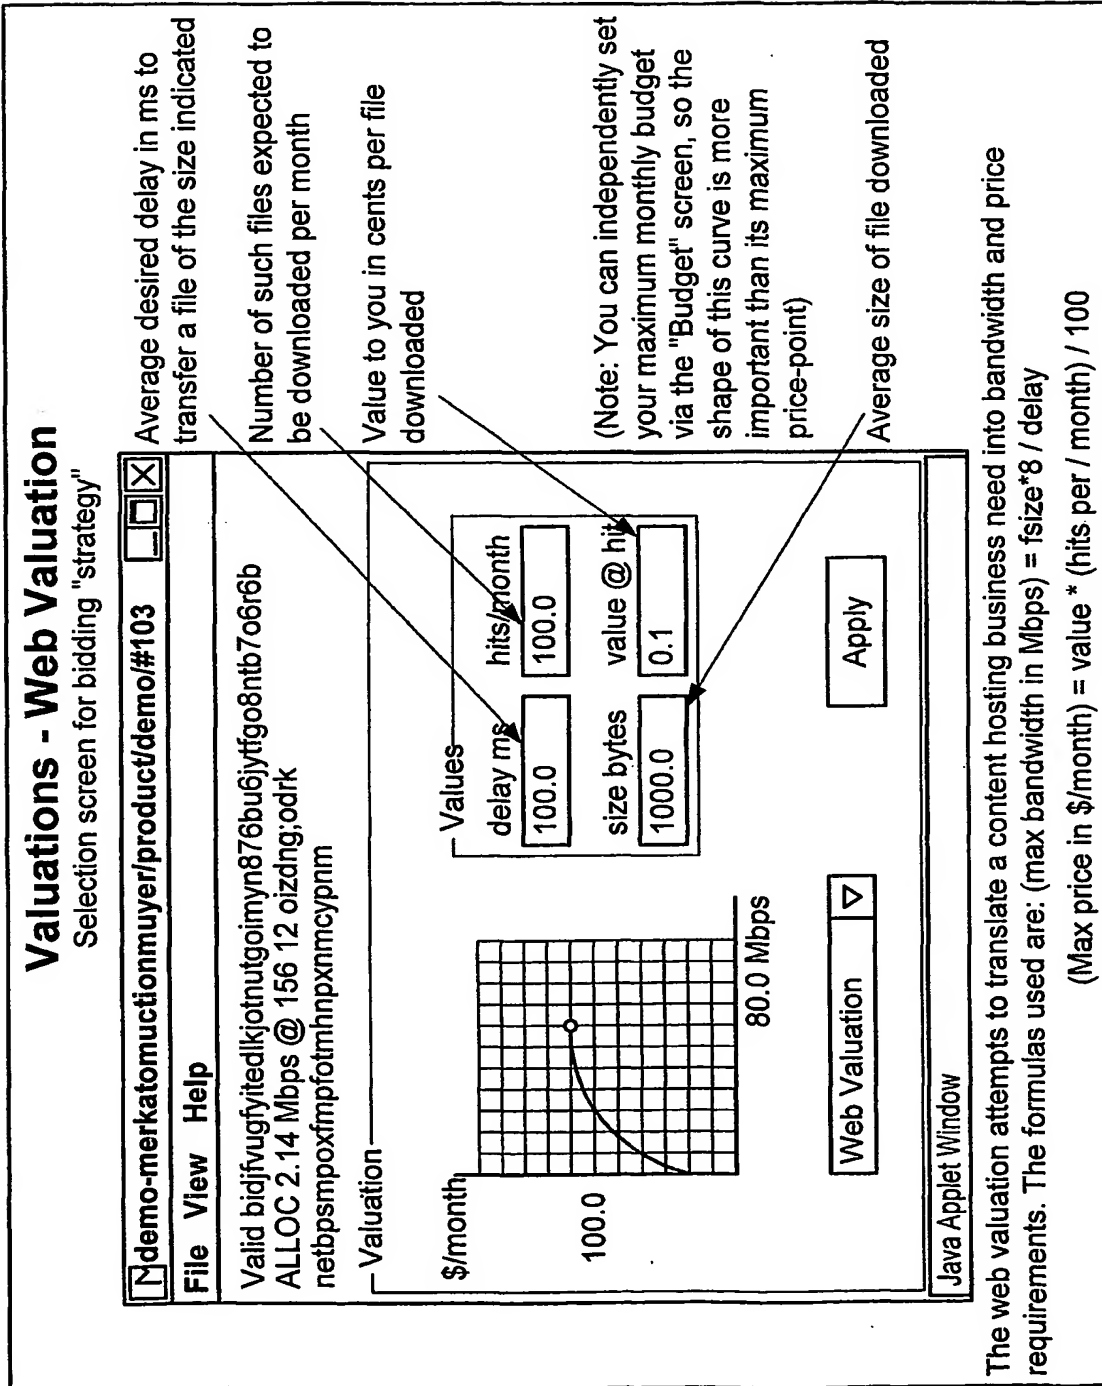 Valuations - Web Valuation
Selection screen for bidding "strategy"
demo-merkatomuctionmuyer/product/demo/#103
File View Help
Valid bidjfvugfyitedlkjotnutgoimyn876bu6jytfgo8ntb7o6r6b
ALLOC 2.14 Mbps @ 156 12 oizdng;odrk
netbpsmpoxfmpfotmhnpxnmcypnm
Valuation
$/month
100.0
80.0 Mbps
Values
delay ms
hits/month
100.0
100.0
size bytes
value @ hit
1000.0
0.1
Web Valuation
Apply
Java Applet Window
Average desired delay in ms to
transfer a file of the size indicated
Number of such files expected to
be downloaded per month
Value to you in cents per file
downloaded
(Note: You can independently set
your maximum monthly budget
via the "Budget" screen, so the
shape of this curve is more
important than its maximum
price-point)
Average size of file downloaded
The web valuation attempts to translate a content hosting business need into bandwidth and price
requirements. The formulas used are: (max bandwidth in Mbps) = fsize*8 / delay
(Max price in $/month) = value * (hits per / month) / 100